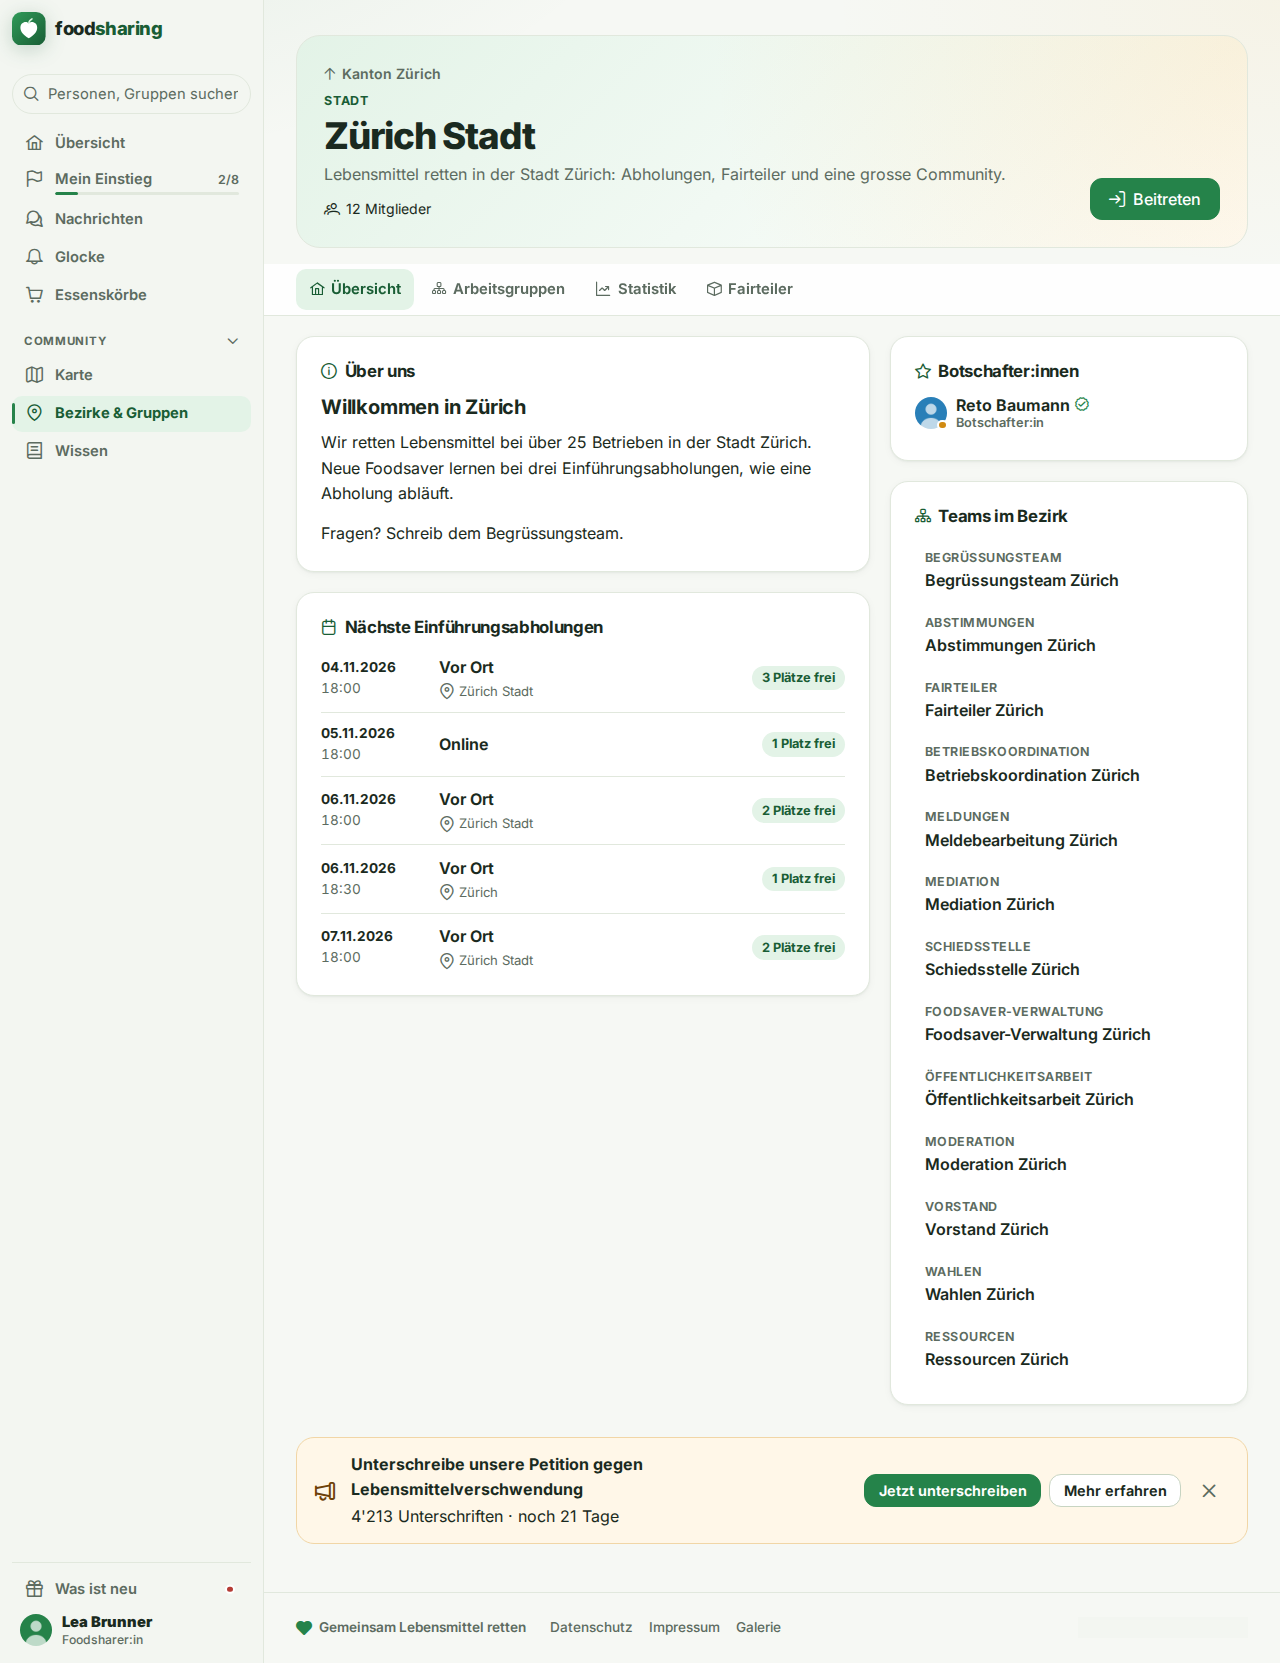 foodsharing
Personen, Gruppen sucher
Übersicht
Mein Einstieg 2/8
Nachrichten
Glocke
Essenskörbe
COMMUNITY
Karte
Bezirke & Gruppen
Wissen
Was ist neu
Lea Brunner
Foodsharer:in
Kanton Zürich
STADT
Zürich Stadt
Lebensmittel retten in der Stadt Zürich: Abholungen, Fairteiler und eine grosse Community.
12 Mitglieder
Beitreten
Übersicht Arbeitsgruppen Statistik Fairteiler
Über uns
Willkommen in Zürich
Wir retten Lebensmittel bei über 25 Betrieben in der Stadt Zürich.
Neue Foodsaver lernen bei drei Einführungsabholungen, wie eine
Abholung abläuft.
Fragen? Schreib dem Begrüssungsteam.
Nächste Einführungsabholungen
04.11.2026 Vor Ort 3 Plätze frei
18:00 Zürich Stadt
05.11.2026 Online 1 Platz frei
18:00
06.11.2026 Vor Ort 2 Plätze frei
18:00 Zürich Stadt
06.11.2026 Vor Ort 1 Platz frei
18:30 Zürich
07.11.2026 Vor Ort 2 Plätze frei
18:00 Zürich Stadt
Botschafter:innen
Reto Baumann
Botschafter:in
Teams im Bezirk
BEGRÜSSUNGSTEAM
Begrüssungsteam Zürich
ABSTIMMUNGEN
Abstimmungen Zürich
FAIRTEILER
Fairteiler Zürich
BETRIEBSKOORDINATION
Betriebskoordination Zürich
MELDUNGEN
Meldebearbeitung Zürich
MEDIATION
Mediation Zürich
SCHIEDSSTELLE
Schiedsstelle Zürich
FOODSAVER-VERWALTUNG
Foodsaver-Verwaltung Zürich
ÖFFENTLICHKEITSARBEIT
Öffentlichkeitsarbeit Zürich
MODERATION
Moderation Zürich
VORSTAND
Vorstand Zürich
WAHLEN
Wahlen Zürich
RESSOURCEN
Ressourcen Zürich
Unterschreibe unsere Petition gegen
Lebensmittelverschwendung
4'213 Unterschriften · noch 21 Tage
Jetzt unterschreiben Mehr erfahren
Gemeinsam Lebensmittel retten Datenschutz Impressum Galerie